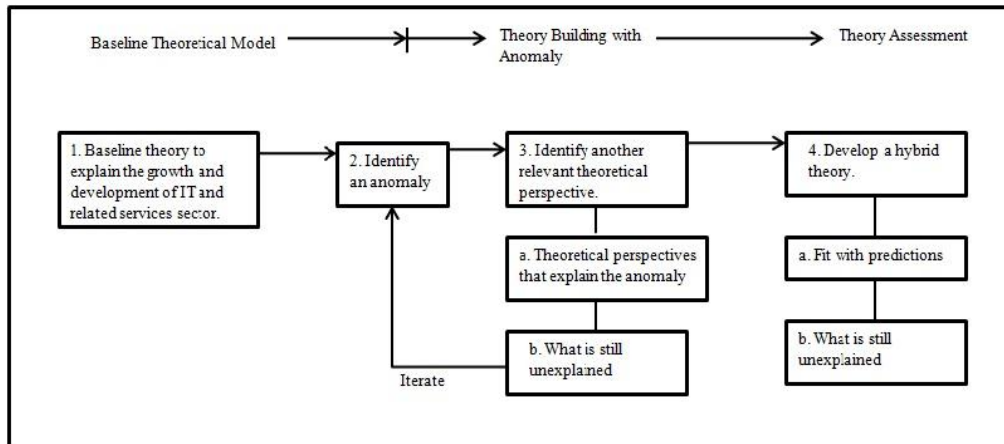 Baseline Theoretical Model
Theory Building with
Anomaly
Theory Assessment
1. Baseline theory to
explain the growth and
development of IT and
related services sector.
2. Identify
an anomaly
3. Identify another
relevant theoretical
perspective.
a. Theoretical perspectives
that explain the anomaly
b. What is still
unexplained
Iterate
4. Develop a hybrid
theory.
a. Fit with predictions
b. What is still
unexplained